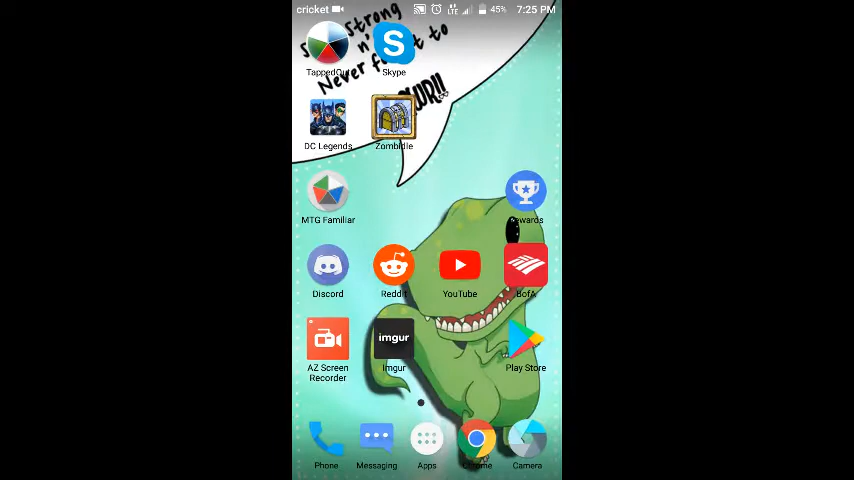 cricket
LTE
45%
7:25 PM
Strong
n'
Never f
t to
TappedOut
Skype
DC Legends
Zombidle
MTG Familiar
Rewards
Discord
Reddit
YouTube
BofA
imgur
AZ Screen
Recorder
Imgur
Play Store
Phone
Messaging
Apps
Chrome
Camera